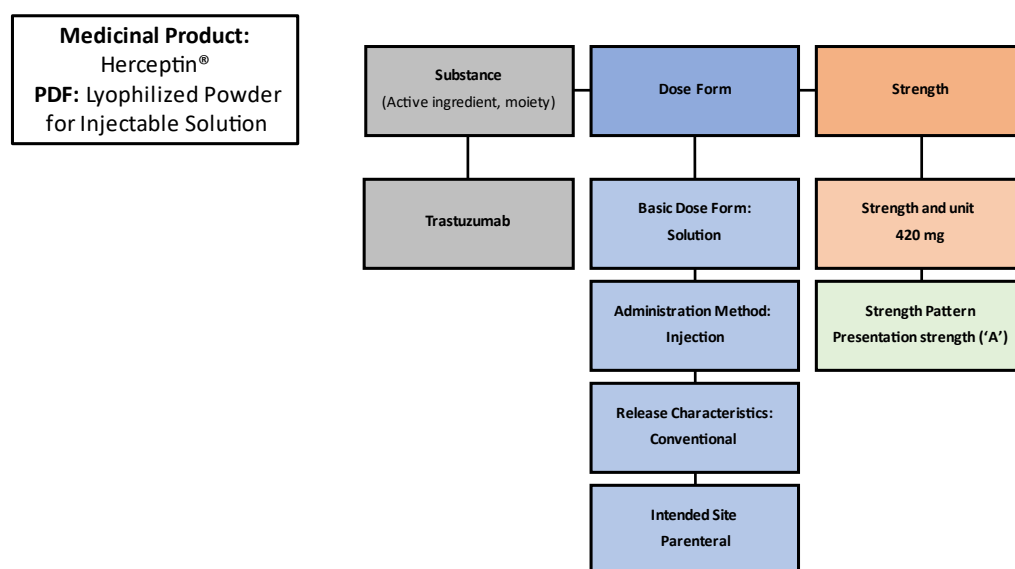 Medicinal Product:
Herceptin®
PDF: Lyophilized Powder
for Injectable Solution
Substance
(Active ingredient, moiety)
Dose Form
Strength
Trastuzumab
Basic Dose Form:
Solution
Strength and unit
420 mg
Administration Method:
Injection
Strength Pattern
Presentation strength (‘A’)
Release Characteristics:
Conventional
Intended Site
Parenteral